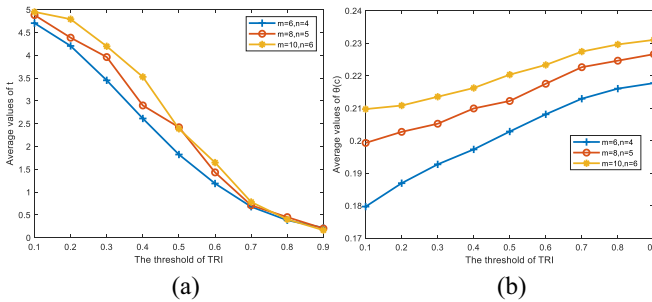 5
4.5
4
3.5
3
2.5
2
1.5
1
0.5
0
Average values of t
m=6,n=4
m=8,n=5
m=10,n=6
0.1 0.2 0.3 0.4 0.5 0.6 0.7 0.8 0.9
The threshold of TRI
(a)
0.24
0.23
0.22
0.21
0.2
0.19
0.18
0.17
Average values of θ(c)
m=6,n=4
m=8,n=5
m=10,n=6
0.1 0.2 0.3 0.4 0.5 0.6 0.7 0.8 0.9
The threshold of TRI
(b)